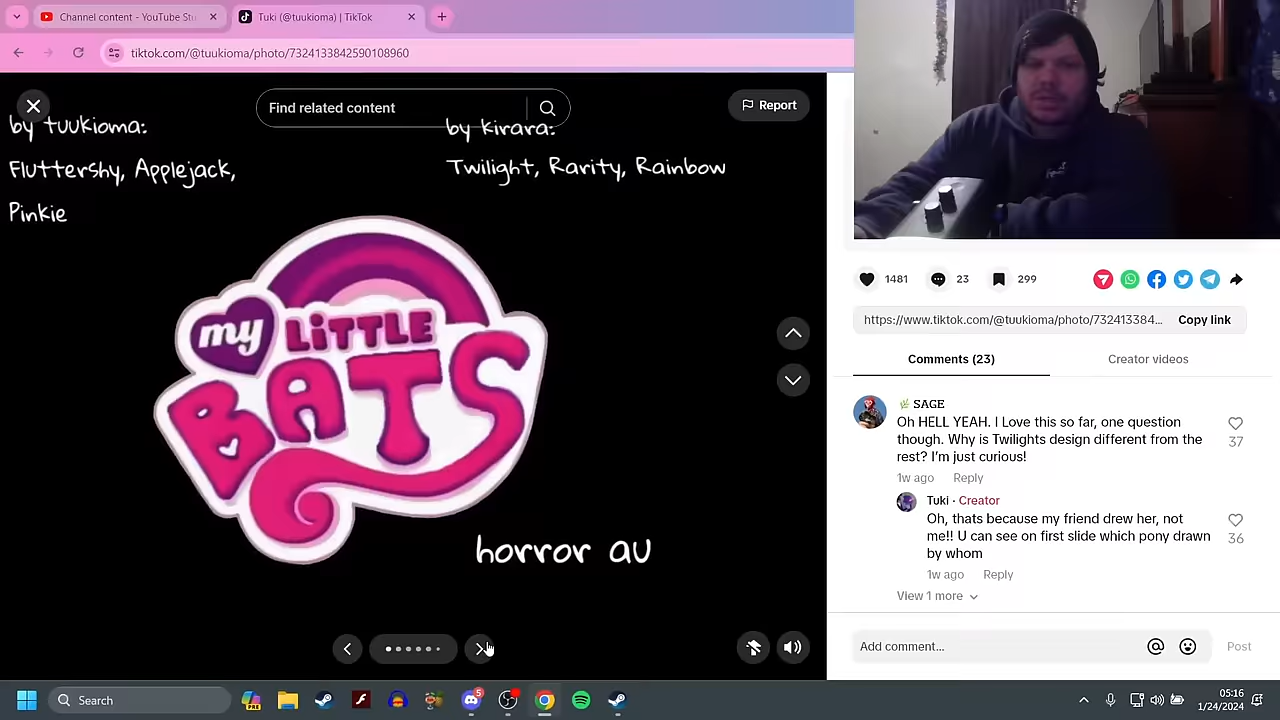 Channel content - YouTube Stu
Tuki (@tuukioma) | TikTok
tiktok.com/@tuukioma/photo/7324133842590108960
Find related content
Report
by tuukioma:
Fluttershy, Applejack,
Pinkie
by kirara:
Twilight, Rarity, Rainbow
my LiTTLE
BATS
horror au
1481
23
299
https://www.tiktok.com/@tuukioma/photo/732413384...
Copy link
Comments (23)
Creator videos
SAGE
Oh HELL YEAH. I Love this so far, one question
though. Why is Twilights design different from the
rest? I'm just curious!
37
1w ago
Reply
Tuki · Creator
Oh, thats because my friend drew her, not
me!! U can see on first slide which pony drawn
by whom
36
1w ago
Reply
View 1 more
Add comment...
Post
Search
PRE
5
05:16
1/24/2024